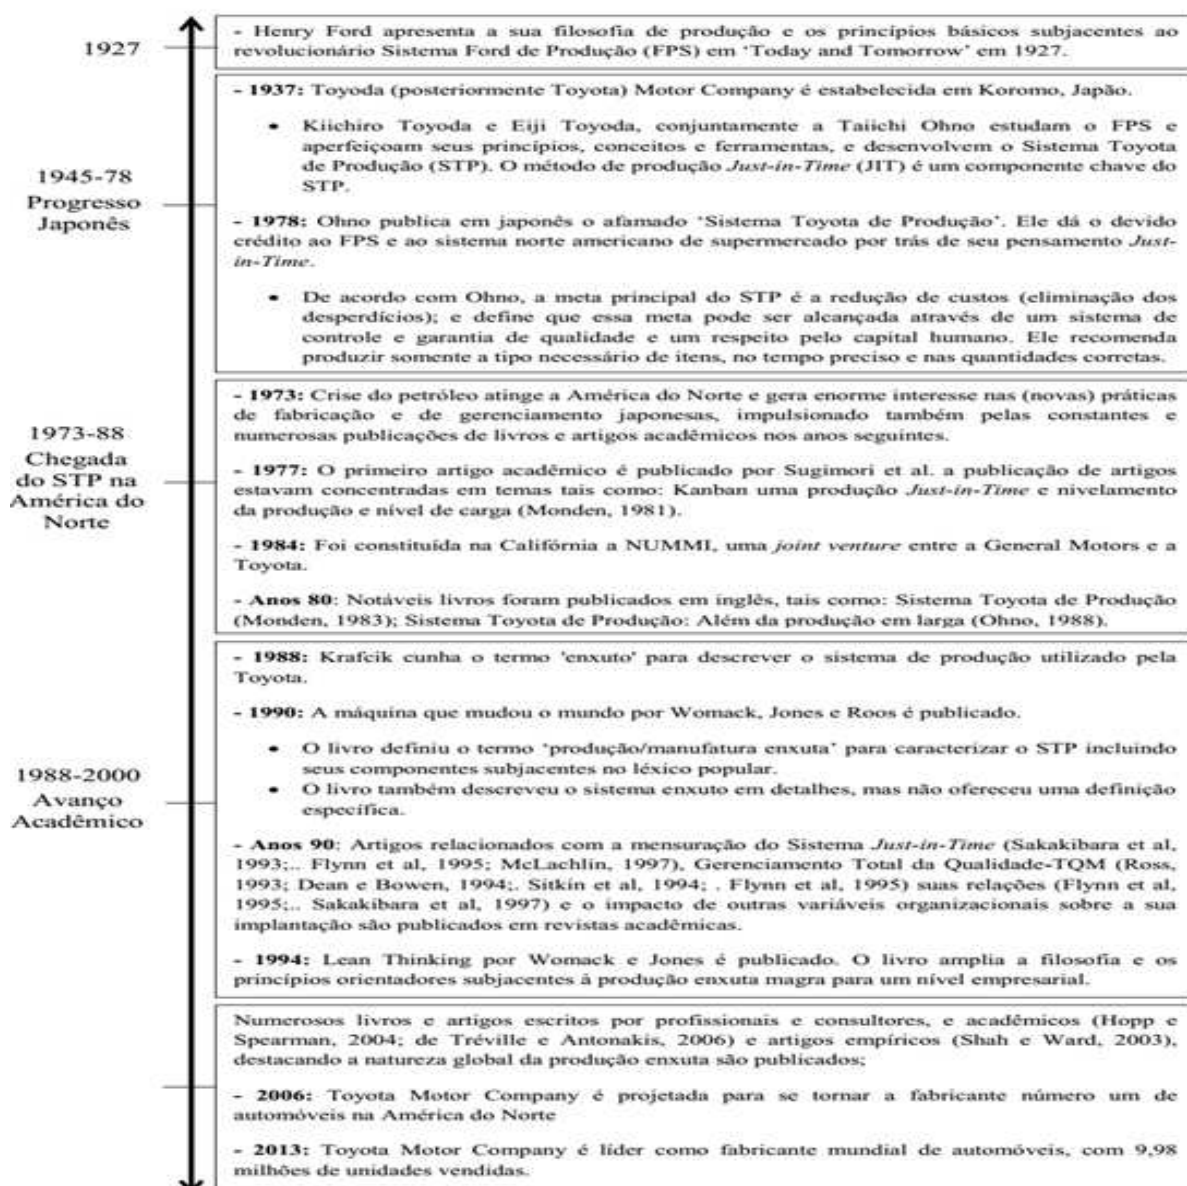 1927
- Henry Ford apresenta a sua filosofia de produção e os princípios básicos subjacentes ao
revolucionário Sistema Ford de Produção (FPS) em ‘Today and Tomorrow’ em 1927.
1945-78
Progresso
Japonês
- 1937: Toyoda (posteriormente Toyota) Motor Company é estabelecida em Koromo, Japão.
• Kiichiro Toyoda e Eiji Toyoda, conjuntamente a Taiichi Ohno estudam o FPS e
aperfeiçoam seus princípios, conceitos e ferramentas, e desenvolvem o Sistema Toyota
de Produção (STP). O método de produção Just-in-Time (JIT) é um componente chave do
STP.
- 1978: Ohno publica em japonês o afamado ‘Sistema Toyota de Produção’. Ele dá o devido
crédito ao FPS e ao sistema norte americano de supermercado por trás de seu pensamento Just-
in-Time.
• De acordo com Ohno, a meta principal do STP é a redução de custos (eliminação dos
desperdícios); e define que essa meta pode ser alcançada através de um sistema de
controle e garantia de qualidade e um respeito pelo capital humano. Ele recomenda
produzir somente a tipo necessário de itens, no tempo preciso e nas quantidades corretas.
1973-88
Chegada
do STP na
América do
Norte
- 1973: Crise do petróleo atinge a América do Norte e gera enorme interesse nas (novas) práticas
de fabricação e de gerenciamento japonesas, impulsionado também pelas constantes e
numerosas publicações de livros e artigos acadêmicos nos anos seguintes.
- 1977: O primeiro artigo acadêmico é publicado por Sugimori et al. a publicação de artigos
estavam concentradas em temas tais como: Kanban uma produção Just-in-Time e nivelamento
da produção e nível de carga (Monden, 1981).
- 1984: Foi constituída na Califórnia a NUMMI, uma joint venture entre a General Motors e a
Toyota.
- Anos 80: Notáveis livros foram publicados em inglês, tais como: Sistema Toyota de Produção
(Monden, 1983); Sistema Toyota de Produção: Além da produção em larga (Ohno, 1988).
1988-2000
Avanço
Acadêmico
- 1988: Krafcik cunha o termo 'enxuto' para descrever o sistema de produção utilizado pela
Toyota.
- 1990: A máquina que mudou o mundo por Womack, Jones e Roos é publicado.
• O livro definiu o termo ‘produção/manufatura enxuta’ para caracterizar o STP incluindo
seus componentes subjacentes no léxico popular.
• O livro também descreveu o sistema enxuto em detalhes, mas não ofereceu uma definição
específica.
- Anos 90: Artigos relacionados com a mensuração do Sistema Just-in-Time (Sakakibara et al,
1993;.. Flynn et al, 1995; McLachlin, 1997), Gerenciamento Total da Qualidade-TQM (Ross,
1993; Dean e Bowen, 1994;. Sitkin et al, 1994; . Flynn et al, 1995) suas relações (Flynn et al,
1995;.. Sakakibara et al, 1997) e o impacto de outras variáveis organizacionais sobre a sua
implantação são publicados em revistas acadêmicas.
- 1994: Lean Thinking por Womack e Jones é publicado. O livro amplia a filosofia e os
princípios orientadores subjacentes à produção enxuta magra para um nível empresarial.
Numerosos livros e artigos escritos por profissionais e consultores, e acadêmicos (Hopp e
Spearman, 2004; de Tréville e Antonakis, 2006) e artigos empíricos (Shah e Ward, 2003),
destacando a natureza global da produção enxuta são publicados;
- 2006: Toyota Motor Company é projetada para se tornar a fabricante número um de
automóveis na América do Norte
- 2013: Toyota Motor Company é líder como fabricante mundial de automóveis, com 9,98
milhões de unidades vendidas.